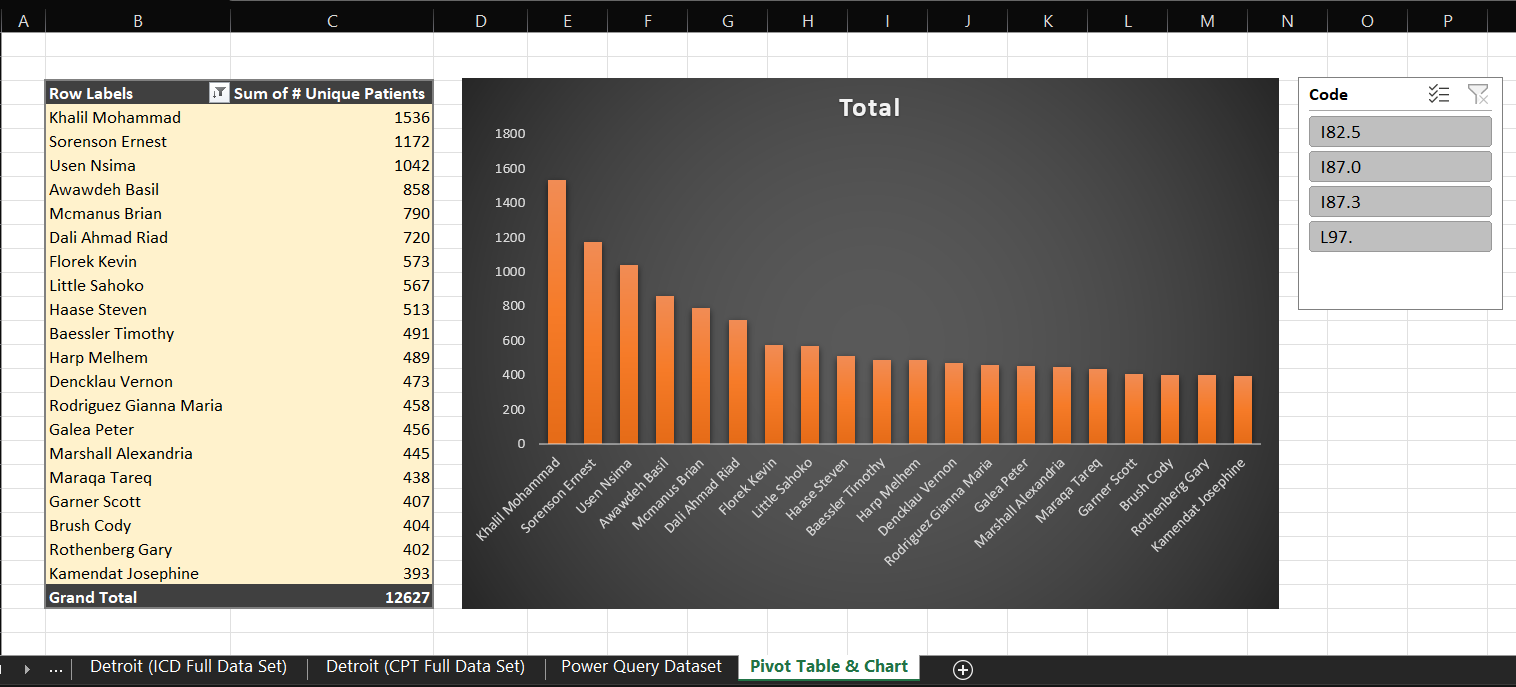 A B C D E F G H I J K L M N O P
Row Labels Sum of # Unique Patients
Khalil Mohammad 1536
Sorenson Ernest 1172
Usen Nsima 1042
Awawdeh Basil 858
Mcmanus Brian 790
Dali Ahmad Riad 720
Florek Kevin 573
Little Sahoko 567
Haase Steven 513
Baessler Timothy 491
Harp Melhem 489
Dencklau Vernon 473
Rodriguez Gianna Maria 458
Galea Peter 456
Marshall Alexandria 445
Maraqa Tareq 438
Garner Scott 407
Brush Cody 404
Rothenberg Gary 402
Kamendat Josephine 393
Grand Total 12627
Total
1800
1600
1400
1200
1000
800
600
400
200
0
Khalil Mohammad
Sorenson Ernest
Usen Nsima
Awawdeh Basil
Mcmanus Brian
Dali Ahmad Riad
Florek Kevin
Little Sahoko
Haase Steven
Baessler Timothy
Harp Melhem
Dencklau Vernon
Rodriguez Gianna Maria
Galea Peter
Marshall Alexandria
Maraqa Tareq
Garner Scott
Brush Cody
Rothenberg Gary
Kamendat Josephine
Code
I82.5
I87.0
I87.3
L97.
... Detroit (ICD Full Data Set) Detroit (CPT Full Data Set) Power Query Dataset Pivot Table & Chart